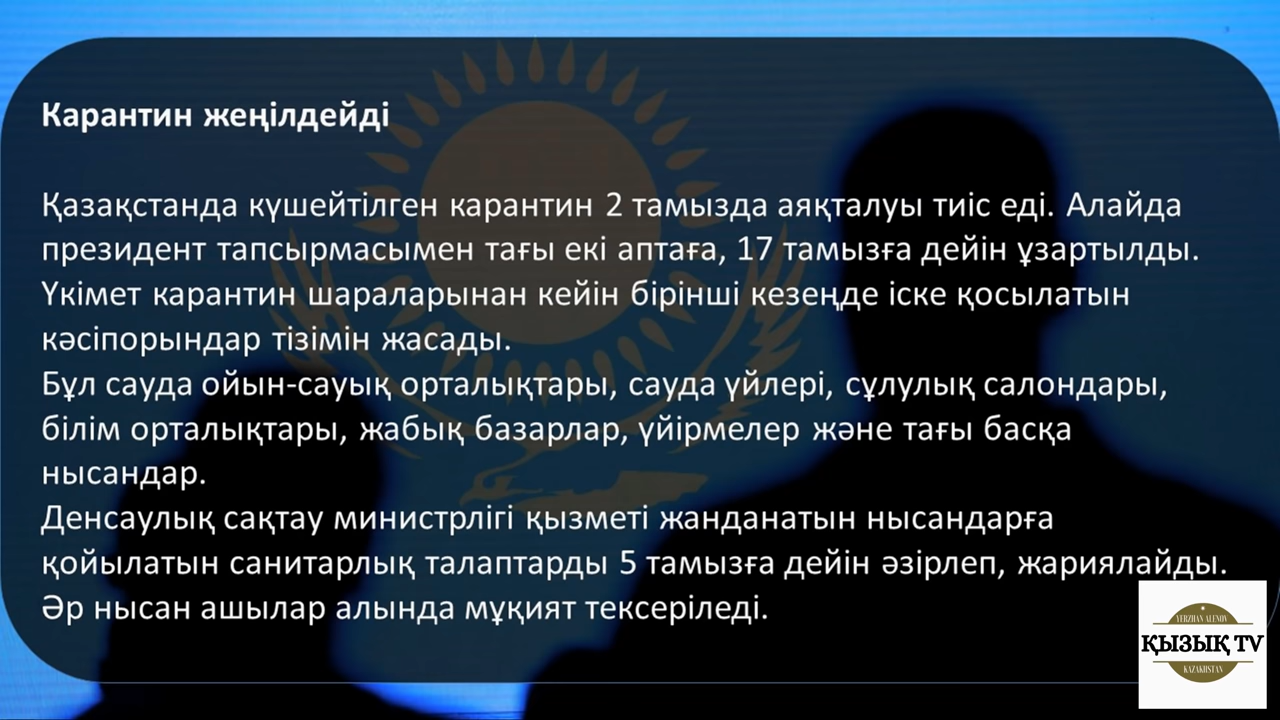 Карантин жеңілдейді
Қазақстанда күшейтілген карантин 2 тамызда аяқталуы тиіс еді. Алайда
президент тапсырмасымен тағы екі аптаға, 17 тамызға дейін ұзартылды.
Үкімет карантин шараларынан кейін бірінші кезеңде іске қосылатын
кәсіпорындар тізімін жасады.
Бұл сауда ойын-сауық орталықтары, сауда үйлері, сұлулық салондары,
білім орталықтары, жабық базарлар, үйірмелер және тағы басқа
нысандар.
Денсаулық сақтау министрлігі қызметі жанданатын нысандарға
қойылатын санитарлық талаптарды 5 тамызға дейін әзірлеп, жариялайды.
Әр нысан ашылар алында мұқият тексеріледі.
YERZHAN ALENOV
ҚЫЗЫҚ TV
KAZAKHSTAN